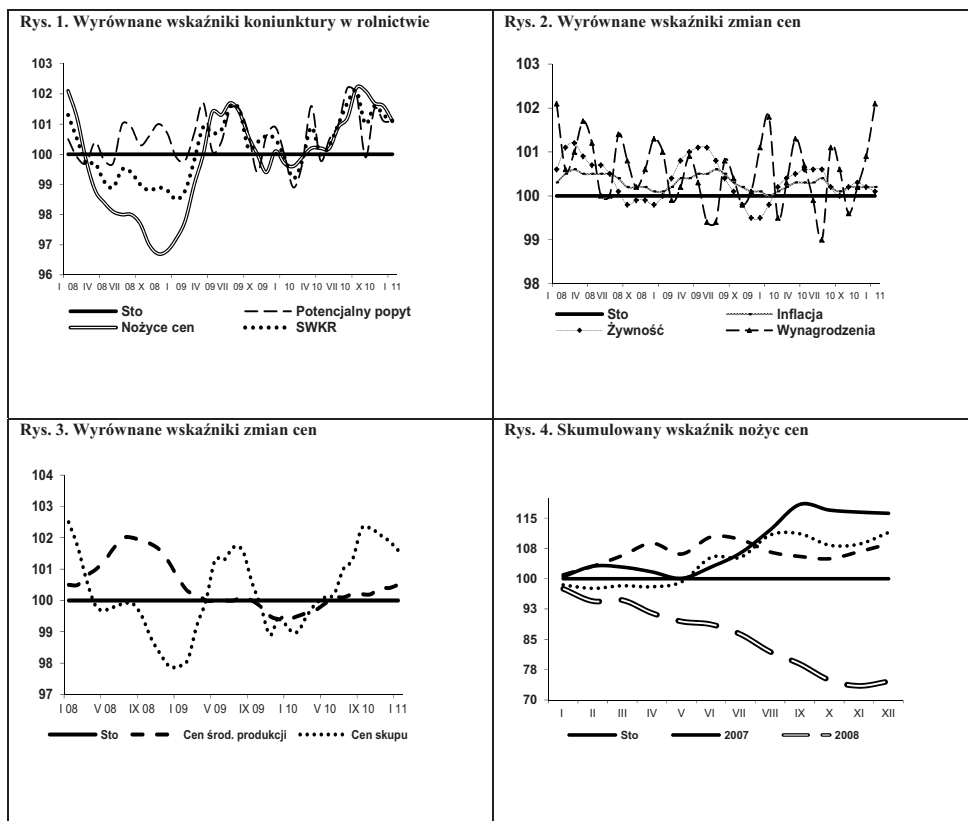 Rys. 1. Wyrównane wskaźniki koniunktury w rolnictwie
103
102
101
100
99
98
97
96
I 08 IV 08 VII 08 X 08 I 09 IV 09 VII 09 X 09 I 10 IV 10 VII 10 X 10 I 11
Sto Potencjalny popyt
Nożyce cen SWKR
Rys. 2. Wyrównane wskaźniki zmian cen
103
102
101
100
99
98
I 08 IV 08 VII 08 X 08 I 09 IV 09 VII 09 X 09 I 10 IV 10 VII 10 X 10 I 11
Sto Inflacja
Żywność Wynagrodzenia
Rys. 3. Wyrównane wskaźniki zmian cen
104
103
102
101
100
99
98
97
I 08 V 08 IX 08 I 09 V 09 IX 09 I 10 V 10 IX 10 I 11
Sto Cen środ. produkcji Cen skupu
Rys. 4. Skumulowany wskaźnik nożyc cen
115
108
100
93
85
78
70
I II III IV V VI VII VIII IX X XI XII
Sto 2007 2008